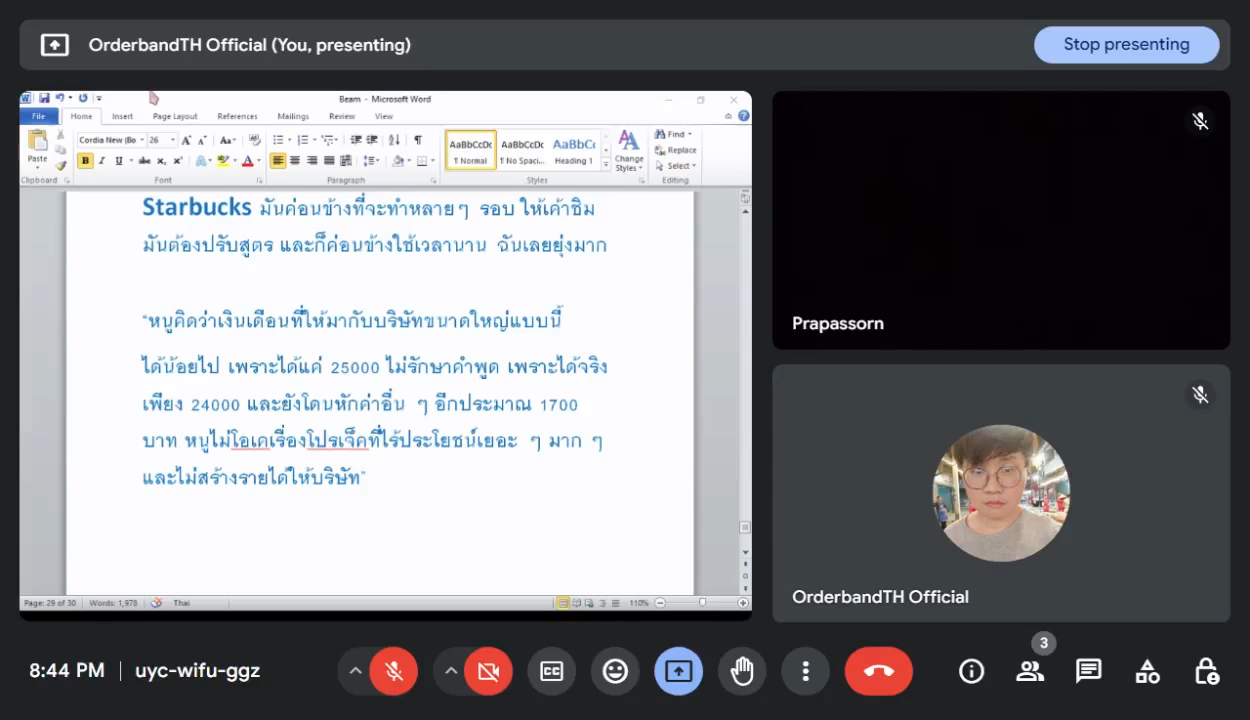 OrderbandTH Official (You, presenting)
Stop presenting
Beam - Microsoft Word
File Home Insert Page Layout References Mailings Review View
Cordia New (Bo 26
Paste
AaBbCcDc AaBbCcDc AaBbCc
¶ Normal ¶ No Spaci... Heading 1
Change Styles
Find
Replace
Select
Clipboard Font Paragraph Styles Editing
Starbucks มันค่อนข้างที่จะทำหลายๆ รอบ ให้เค้าชิม
มันต้องปรับสูตร และก็ค่อนข้างใช้เวลานาน ฉันเลยยุ่งมาก
"หนูคิดว่าเงินเดือนที่ให้มากับบริษัทขนาดใหญ่แบบนี้
ได้น้อยไป เพราะได้แค่ 25000 ไม่รักษาคำพูด เพราะได้จริง
เพียง 24000 และยังโดนหักค่าอื่น ๆ อีกประมาณ 1700
บาท หนูไม่โอเคเรื่องโปรเจ็คที่ไร้ประโยชน์เยอะ ๆ มาก ๆ
และไม่สร้างรายได้ให้บริษัท"
Page: 29 of 30 Words: 1,978 Thai 110%
Prapassorn
OrderbandTH Official
8:44 PM | uyc-wifu-ggz
CC
3